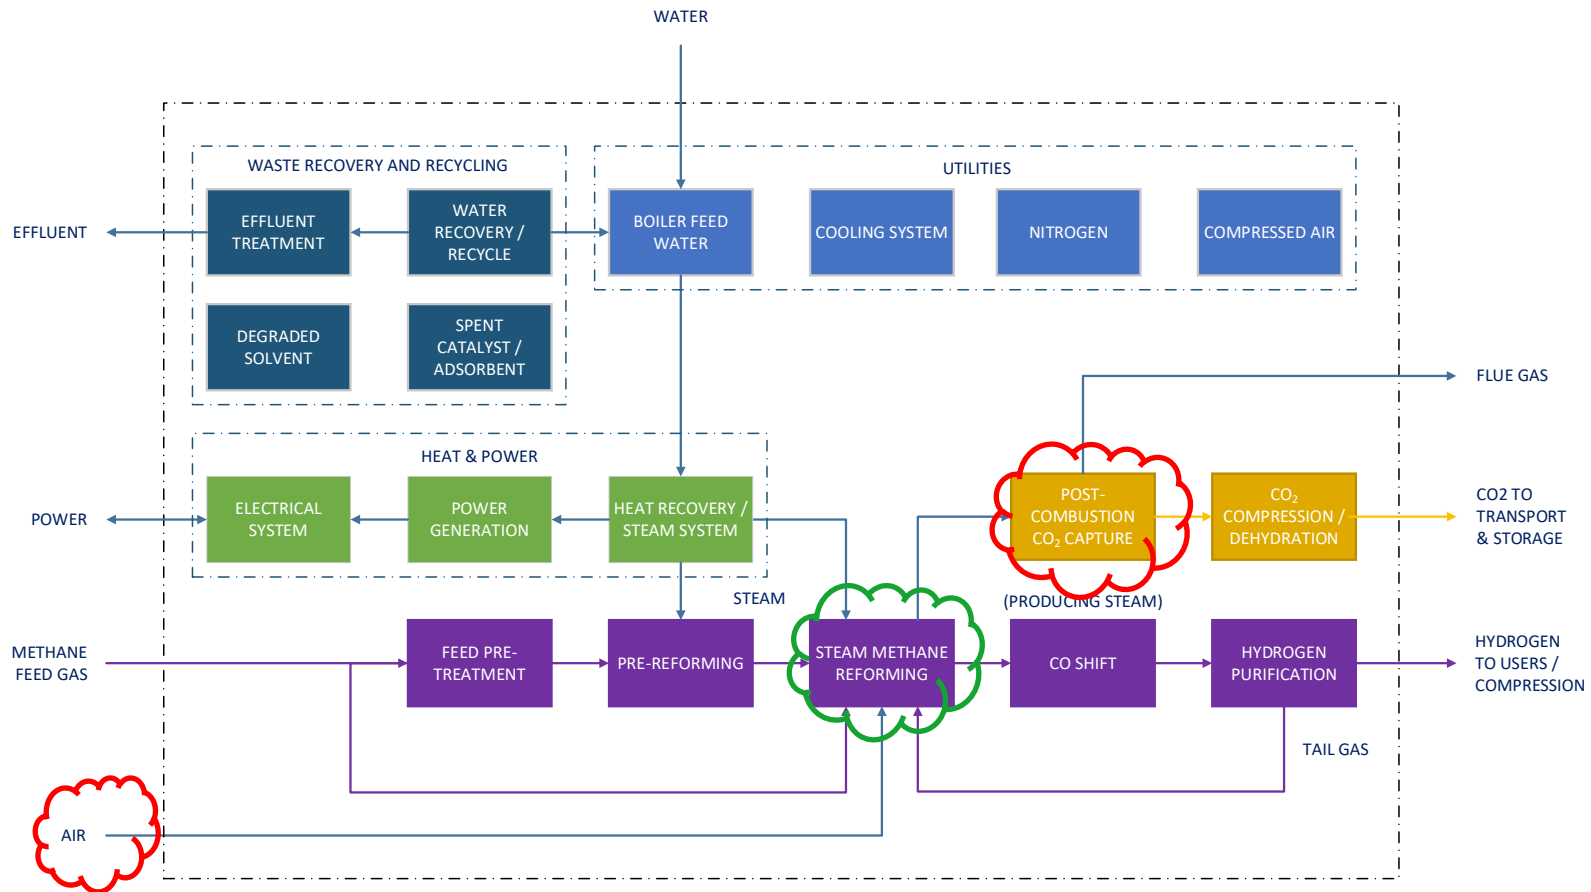 WATER
WASTE RECOVERY AND RECYCLING
UTILITIES
EFFLUENT
EFFLUENT
TREATMENT
WATER
RECOVERY /
RECYCLE
BOILER FEED
WATER
COOLING SYSTEM
NITROGEN
COMPRESSED AIR
DEGRADED
SOLVENT
SPENT
CATALYST /
ADSORBENT
FLUE GAS
HEAT & POWER
POWER
ELECTRICAL
SYSTEM
POWER
GENERATION
HEAT RECOVERY /
STEAM SYSTEM
POST-
COMBUSTION
CO₂ CAPTURE
CO₂
COMPRESSION /
DEHYDRATION
CO2 TO
TRANSPORT
& STORAGE
STEAM
(PRODUCING STEAM)
METHANE
FEED GAS
FEED PRE-
TREATMENT
PRE-REFORMING
STEAM METHANE
REFORMING
CO SHIFT
HYDROGEN
PURIFICATION
HYDROGEN
TO USERS /
COMPRESSION
TAIL GAS
AIR